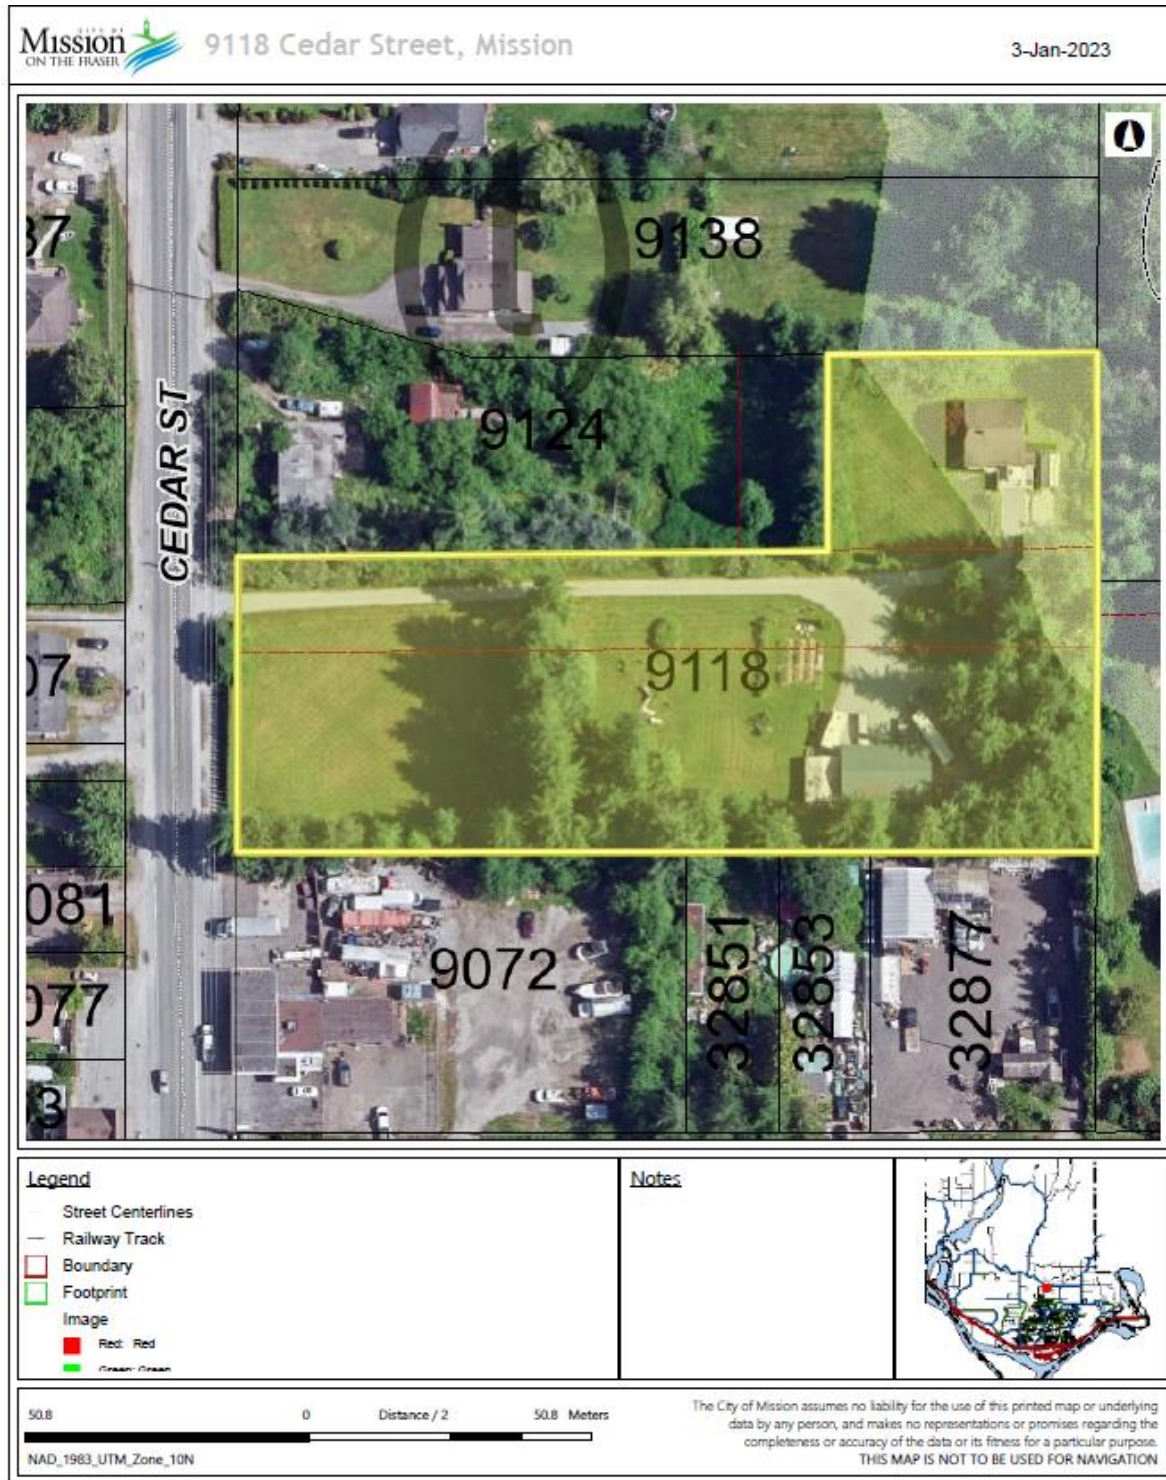 CITY OF
Mission
ON THE FRASER
9118 Cedar Street, Mission
3-Jan-2023
9138
9124
CEDAR ST
9118
9072
32851
32853
32877
Legend
Street Centerlines
Railway Track
Boundary
Footprint
Image
Red: Red
Green: Green
Notes
50.8 0 Distance / 2 50.8 Meters
NAD_1983_UTM_Zone_10N
The City of Mission assumes no liability for the use of this printed map or underlying
data by any person, and makes no representations or promises regarding the
completeness or accuracy of the data or its fitness for a particular purpose.
THIS MAP IS NOT TO BE USED FOR NAVIGATION